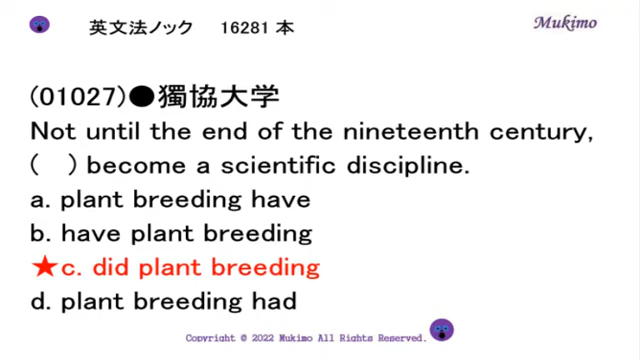 英文法ノック 16281 本 Mukimo
(01027)●獨協大学
Not until the end of the nineteenth century,
(　) become a scientific discipline.
a. plant breeding have
b. have plant breeding
★c. did plant breeding
d. plant breeding had
Copyright @ 2022 Mukimo All Rights Reserved.